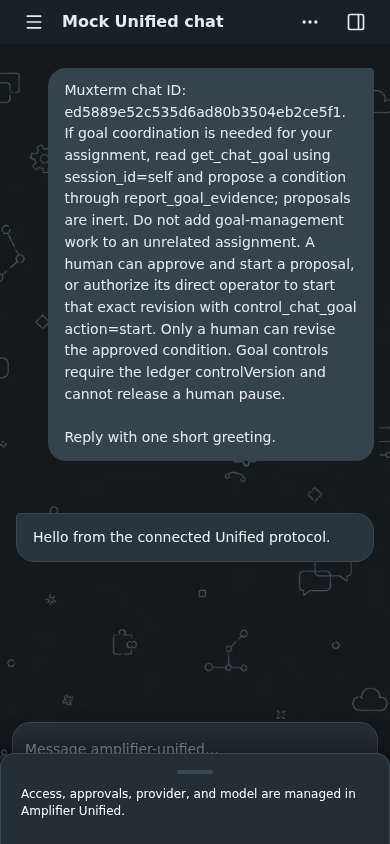 Mock Unified chat
Muxterm chat ID:
ed5889e52c535d6ad80b3504eb2ce5f1.
If goal coordination is needed for your
assignment, read get_chat_goal using
session_id=self and propose a condition
through report_goal_evidence; proposals
are inert. Do not add goal-management
work to an unrelated assignment. A
human can approve and start a proposal,
or authorize its direct operator to start
that exact revision with control_chat_goal
action=start. Only a human can revise
the approved condition. Goal controls
require the ledger controlVersion and
cannot release a human pause.
Reply with one short greeting.
Hello from the connected Unified protocol.
Message amplifier-unified...
Access, approvals, provider, and model are managed in
Amplifier Unified.